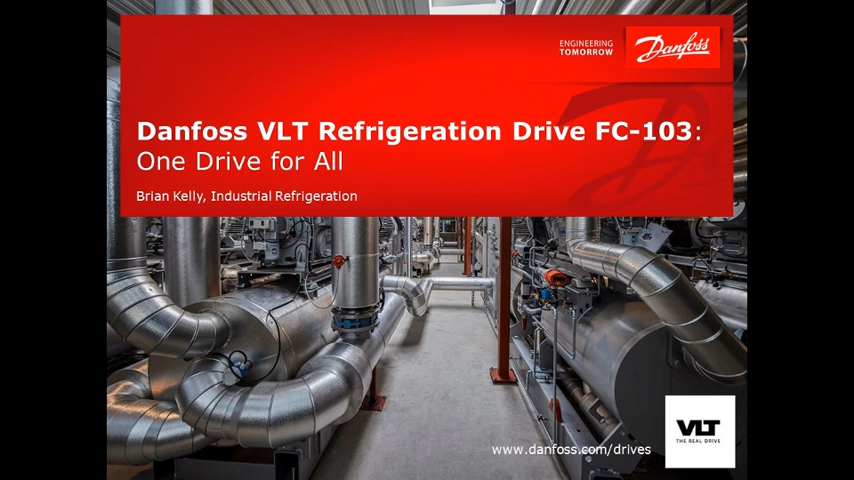 ENGINEERING
TOMORROW
Danfoss
Danfoss VLT Refrigeration Drive FC-103:
One Drive for All
Brian Kelly, Industrial Refrigeration
www.danfoss.com/drives
VLT
THE REAL DRIVE